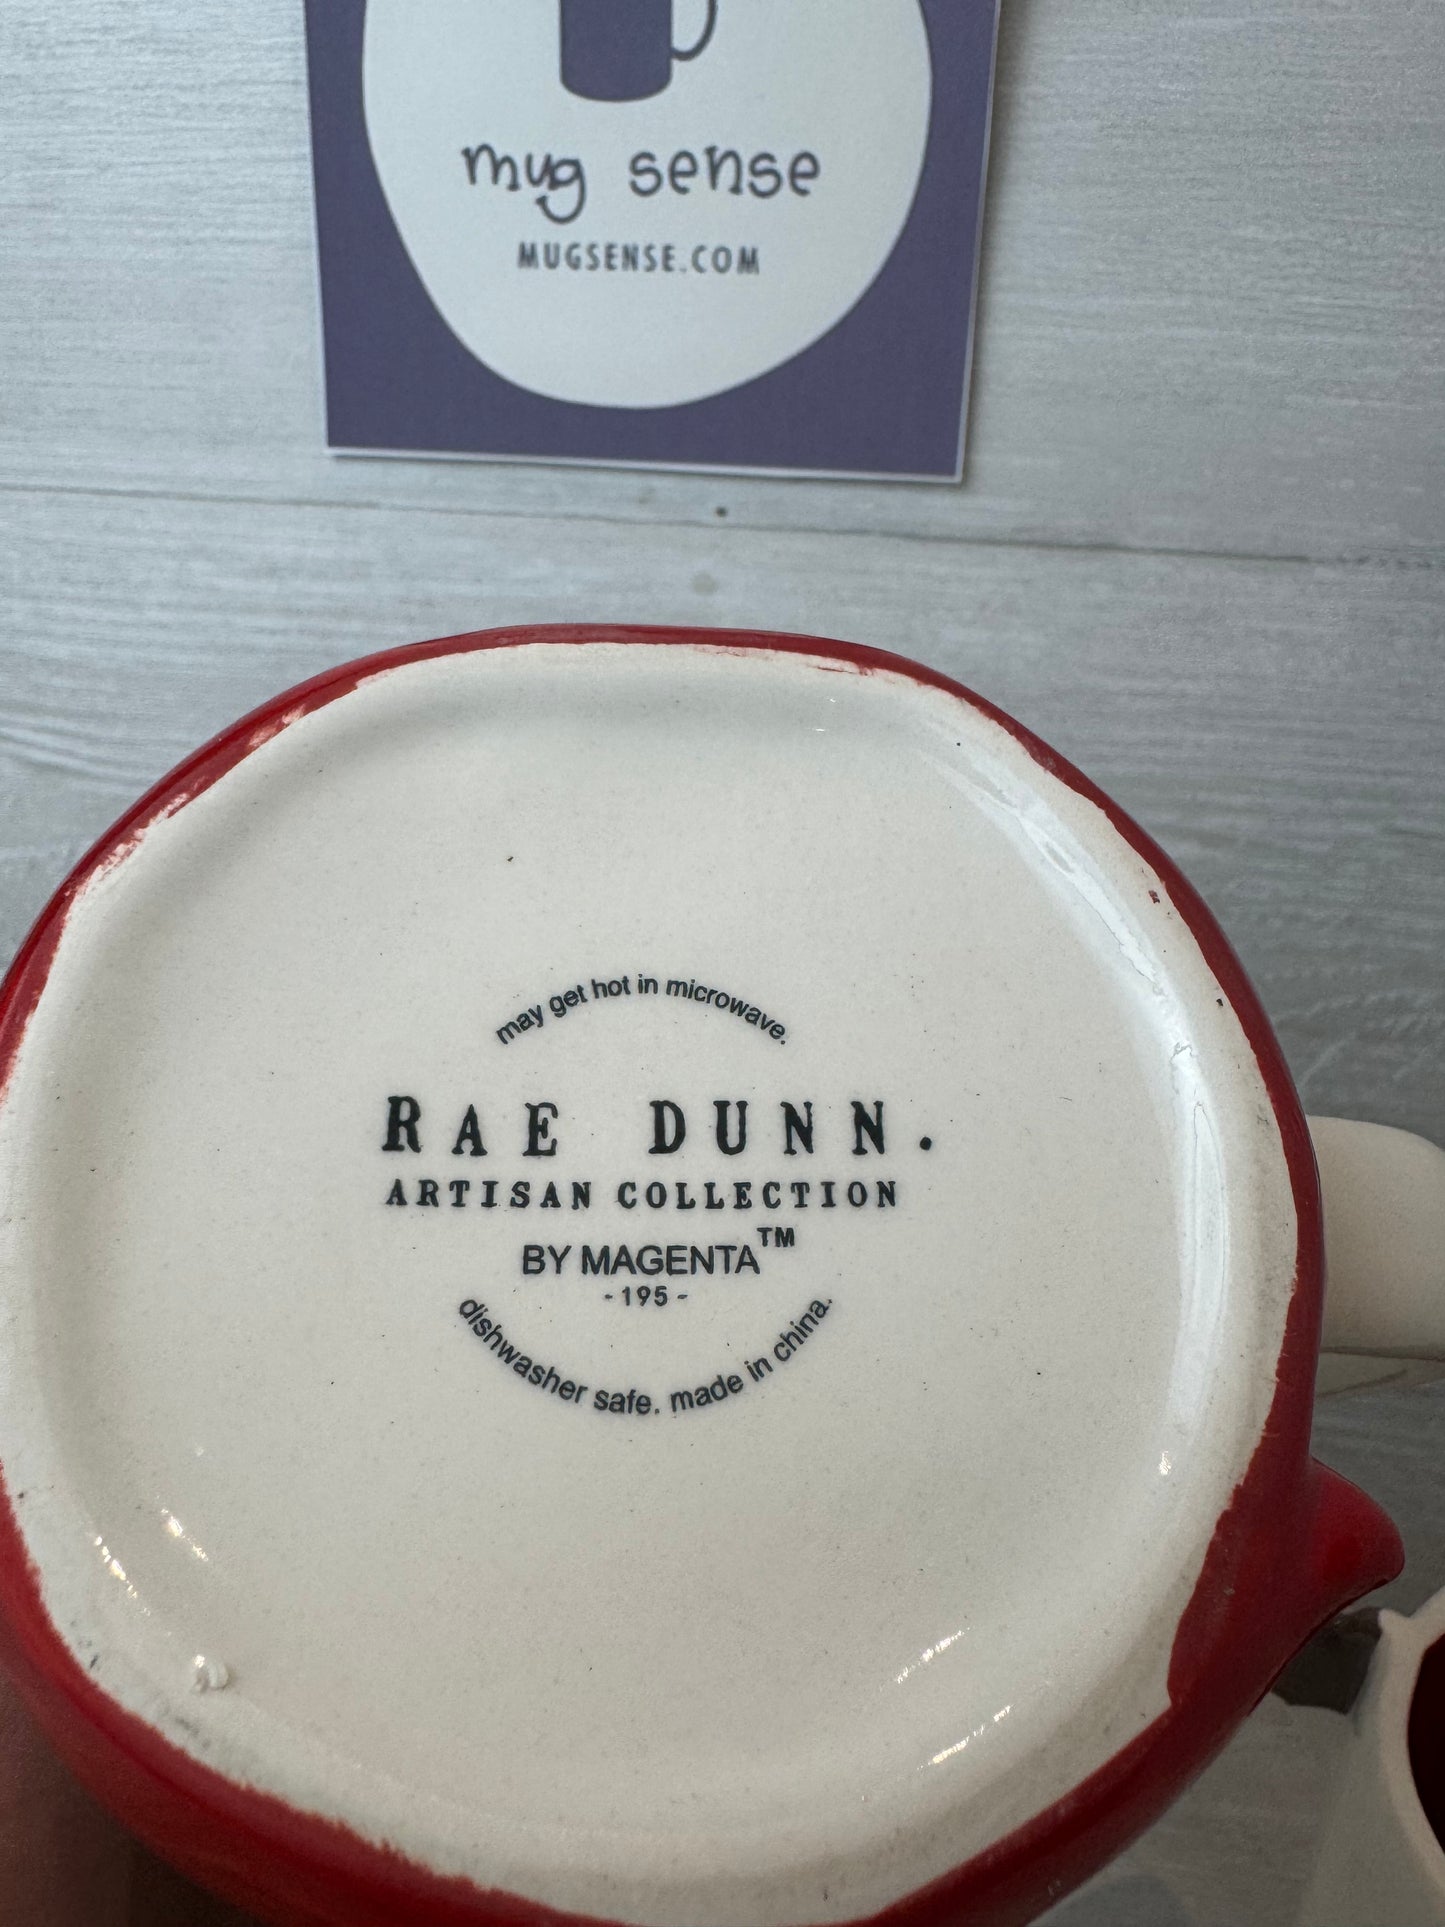 mug sense
MUGSENSE.COM
may get hot in microwave.
RAE DUNN.
ARTISAN COLLECTION
BY MAGENTA™
- 195 -
dishwasher safe. made in china.